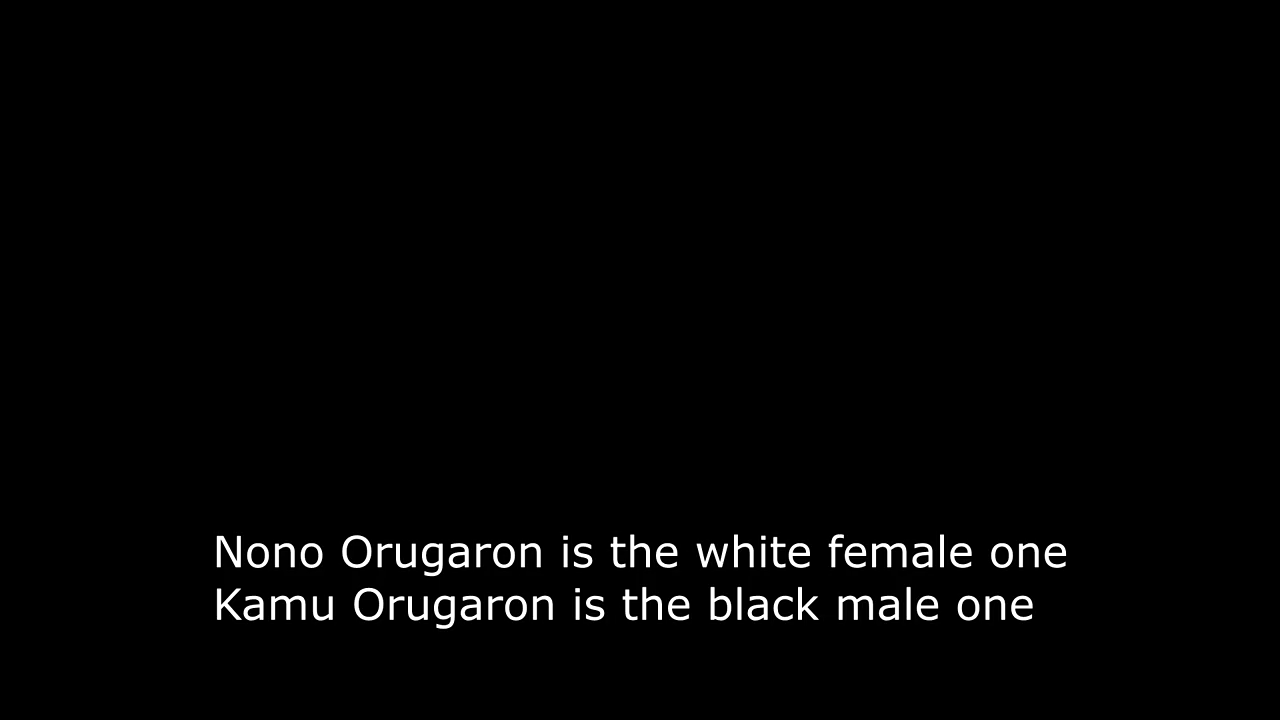 Nono Orugaron is the white female one
Kamu Orugaron is the black male one